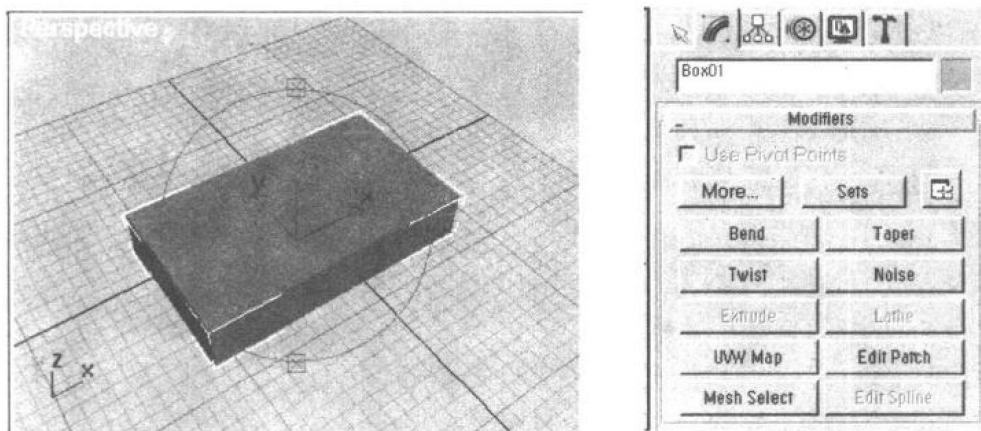 Perspective
y
x
z
x
Box01
- Modifiers
Use Pivot Points
More... Sets
Bend Taper
Twist Noise
Extrude Lathe
UVW Map Edit Patch
Mesh Select Edit Spline